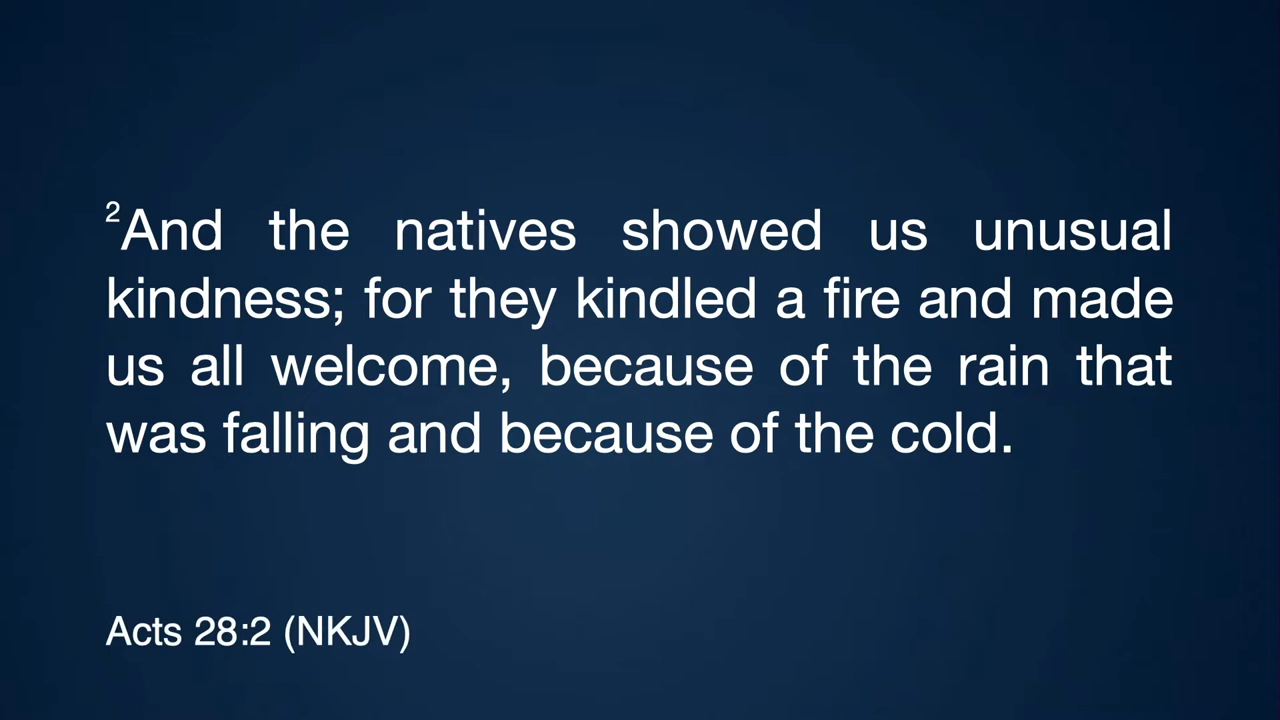 ²And the natives showed us unusual
kindness; for they kindled a fire and made
us all welcome, because of the rain that
was falling and because of the cold.
Acts 28:2 (NKJV)